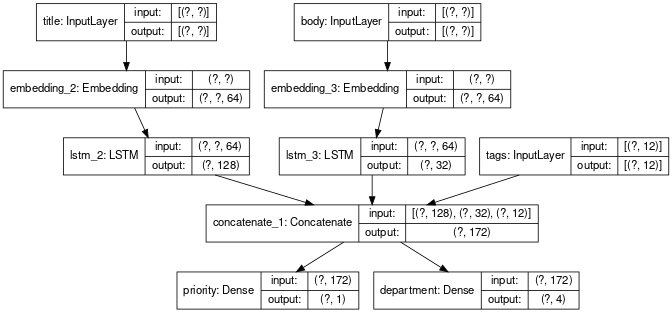 title: InputLayer input: [(?, ?)] output: [(?, ?)]
body: InputLayer input: [(?, ?)] output: [(?, ?)]
embedding_2: Embedding input: (?, ?) output: (?, ?, 64)
embedding_3: Embedding input: (?, ?) output: (?, ?, 64)
lstm_2: LSTM input: (?, ?, 64) output: (?, 128)
lstm_3: LSTM input: (?, ?, 64) output: (?, 32)
tags: InputLayer input: [(?, 12)] output: [(?, 12)]
concatenate_1: Concatenate input: [(?, 128), (?, 32), (?, 12)] output: (?, 172)
priority: Dense input: (?, 172) output: (?, 1)
department: Dense input: (?, 172) output: (?, 4)